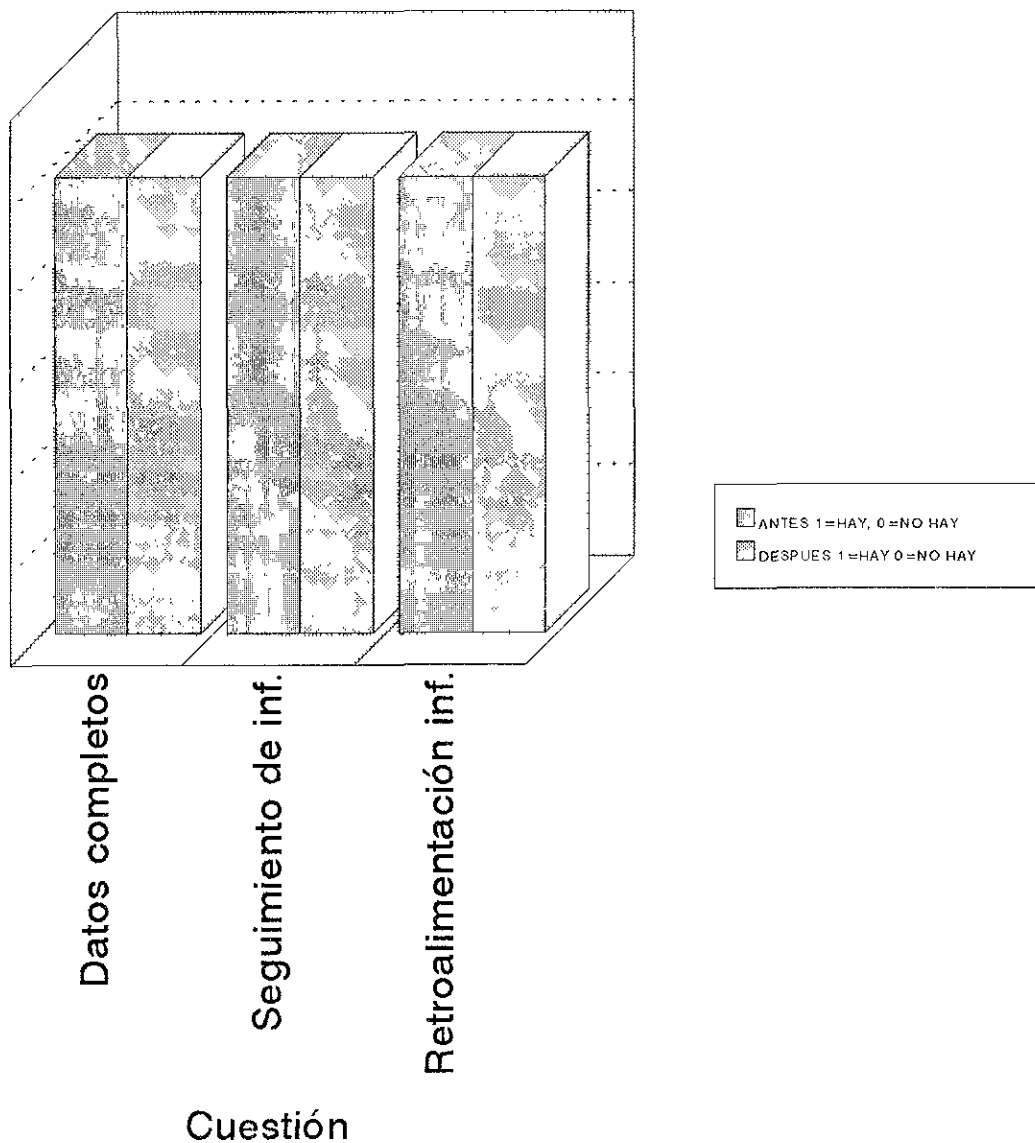 ANTES 1=HAY, 0=NO HAY
DESPUES 1=HAY 0=NO HAY
Datos completos
Seguimiento de inf.
Retroalimentación inf.
Cuestión